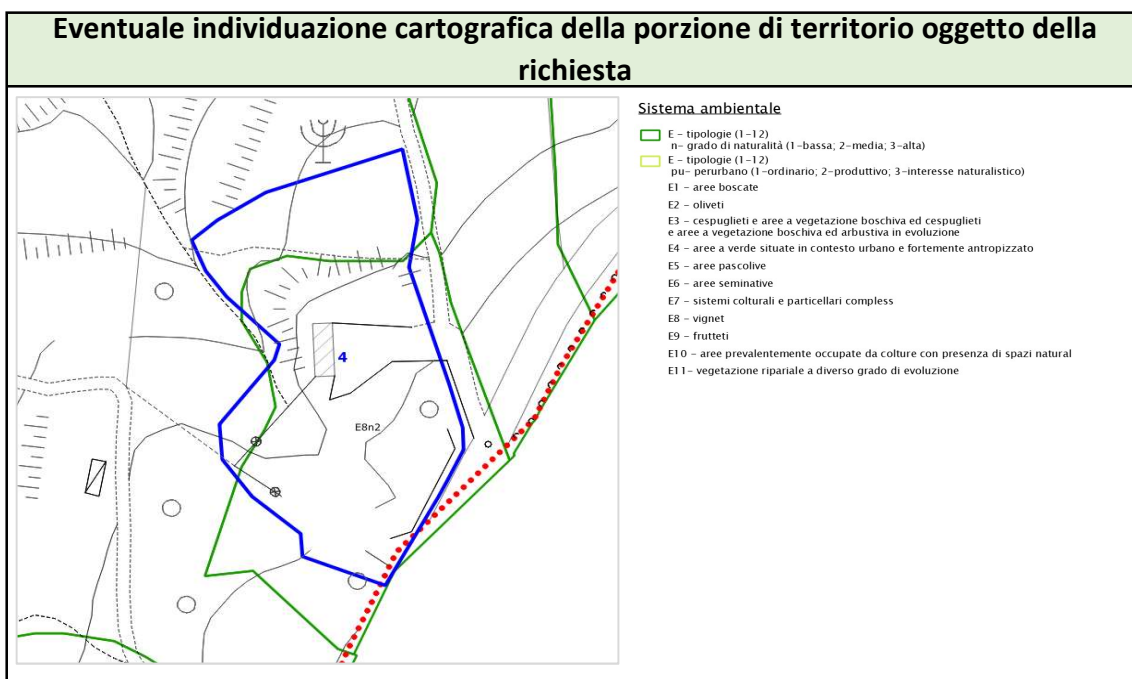 Eventuale individuazione cartografica della porzione di territorio oggetto della
richiesta
Sistema ambientale
E - tipologie (1-12)
n- grado di naturalità (1-bassa; 2-media; 3-alta)
E - tipologie (1-12)
pu- perurbano (1-ordinario; 2-produttivo; 3-interesse naturalistico)
E1 - aree boscate
E2 - oliveti
E3 - cespuglieti e aree a vegetazione boschiva ed cespuglieti
e aree a vegetazione boschiva ed arbustiva in evoluzione
E4 - aree a verde situate in contesto urbano e fortemente antropizzato
E5 - aree pascolive
E6 - aree seminative
E7 - sistemi colturali e particellari compless
E8 - vignet
E9 - frutteti
E10 - aree prevalentemente occupate da colture con presenza di spazi natural
E11- vegetazione ripariale a diverso grado di evoluzione
4
E8n2